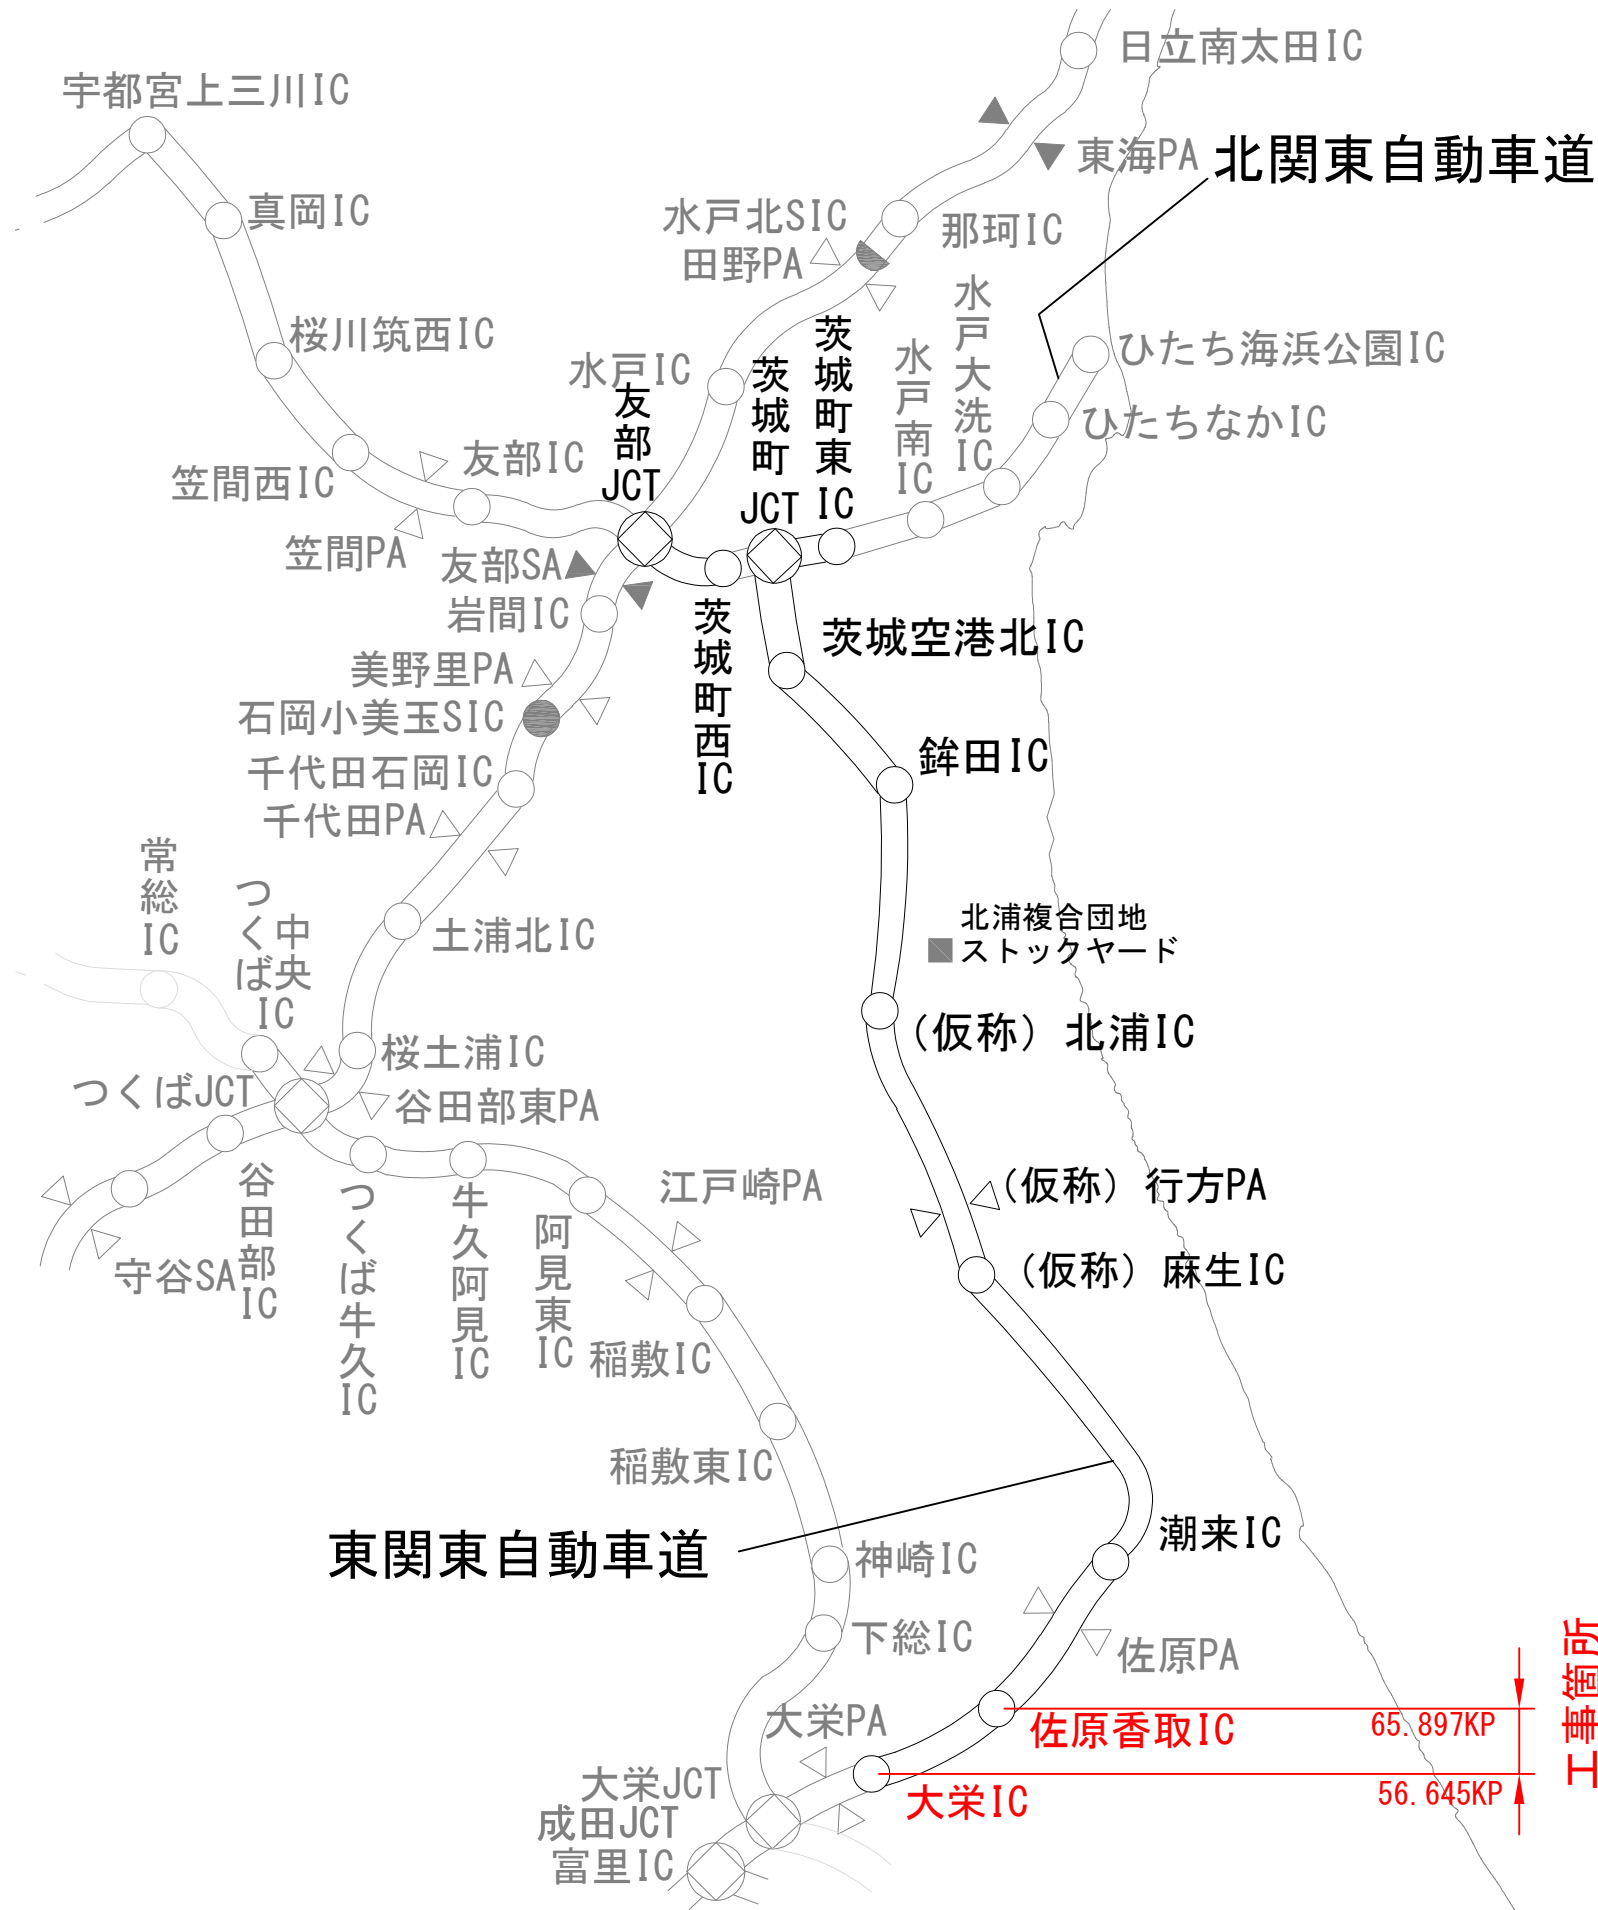 日立南太田IC
宇都宮上三川IC
東海PA
北関東自動車道
真岡IC
水戸北SIC
田野PA
那珂IC
水戸大洗IC
桜川筑西IC
茨城町東IC
水戸南IC
ひたち海浜公園IC
水戸IC
茨城町JCT
友部JCT
ひたちなかIC
友部IC
笠間西IC
笠間PA
友部SA
岩間IC
茨城町西IC
茨城空港北IC
美野里PA
石岡小美玉SIC
千代田石岡IC
鉾田IC
千代田PA
常総IC
つくば中央IC
土浦北IC
北浦複合団地
ストックヤード
(仮称)北浦IC
桜土浦IC
つくばJCT
谷田部東PA
谷田部IC
つくば牛久IC
牛久阿見IC
阿見東IC
江戸崎PA
(仮称)行方PA
守谷SA
(仮称)麻生IC
稲敷IC
稲敷東IC
東関東自動車道
潮来IC
神崎IC
下総IC
佐原PA
工事箇所
大栄PA
佐原香取IC
65.897KP
大栄JCT
大栄IC
56.645KP
成田JCT
富里IC